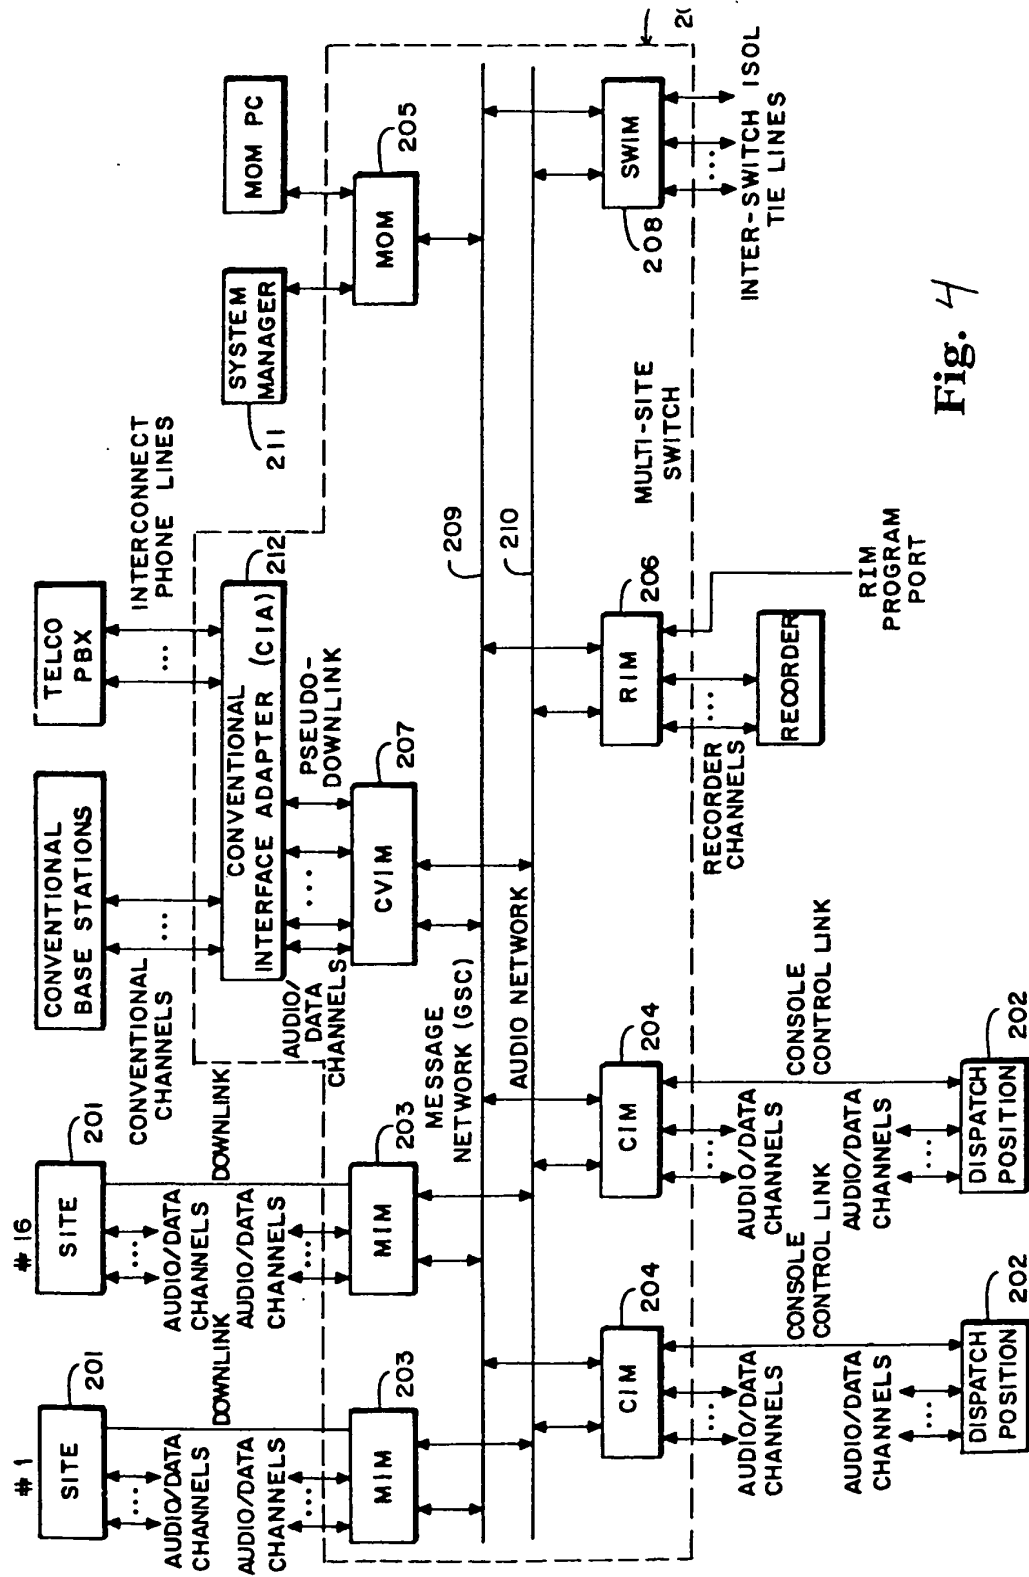 #1
SITE
201
AUDIO/DATA
CHANNELS
DOWNLINK
AUDIO/DATA
CHANNELS
MIM
203
#16
SITE
201
AUDIO/DATA
CHANNELS
DOWNLINK
AUDIO/DATA
CHANNELS
MIM
203
CONVENTIONAL
BASE STATIONS
CONVENTIONAL
CHANNELS
TELCO
PBX
INTERCONNECT
PHONE LINES
CONVENTIONAL
INTERFACE ADAPTER (CIA)
212
AUDIO/
DATA
CHANNELS
PSEUDO-
DOWNLINK
CVIM
207
SYSTEM
MANAGER
211
MOM PC
MOM
205
MESSAGE
NETWORK (GSC)
209
AUDIO NETWORK
210
CIM
204
AUDIO/DATA
CHANNELS
CONSOLE
CONTROL LINK
AUDIO/DATA
CHANNELS
DISPATCH
POSITION
202
CIM
204
AUDIO/DATA
CHANNELS
CONSOLE
CONTROL LINK
AUDIO/DATA
CHANNELS
DISPATCH
POSITION
202
RIM
206
RECORDER
CHANNELS
RECORDER
RIM
PROGRAM
PORT
MULTI-SITE
SWITCH
SWIM
208
INTER-SWITCH ISOL
TIE LINES
Fig. 4